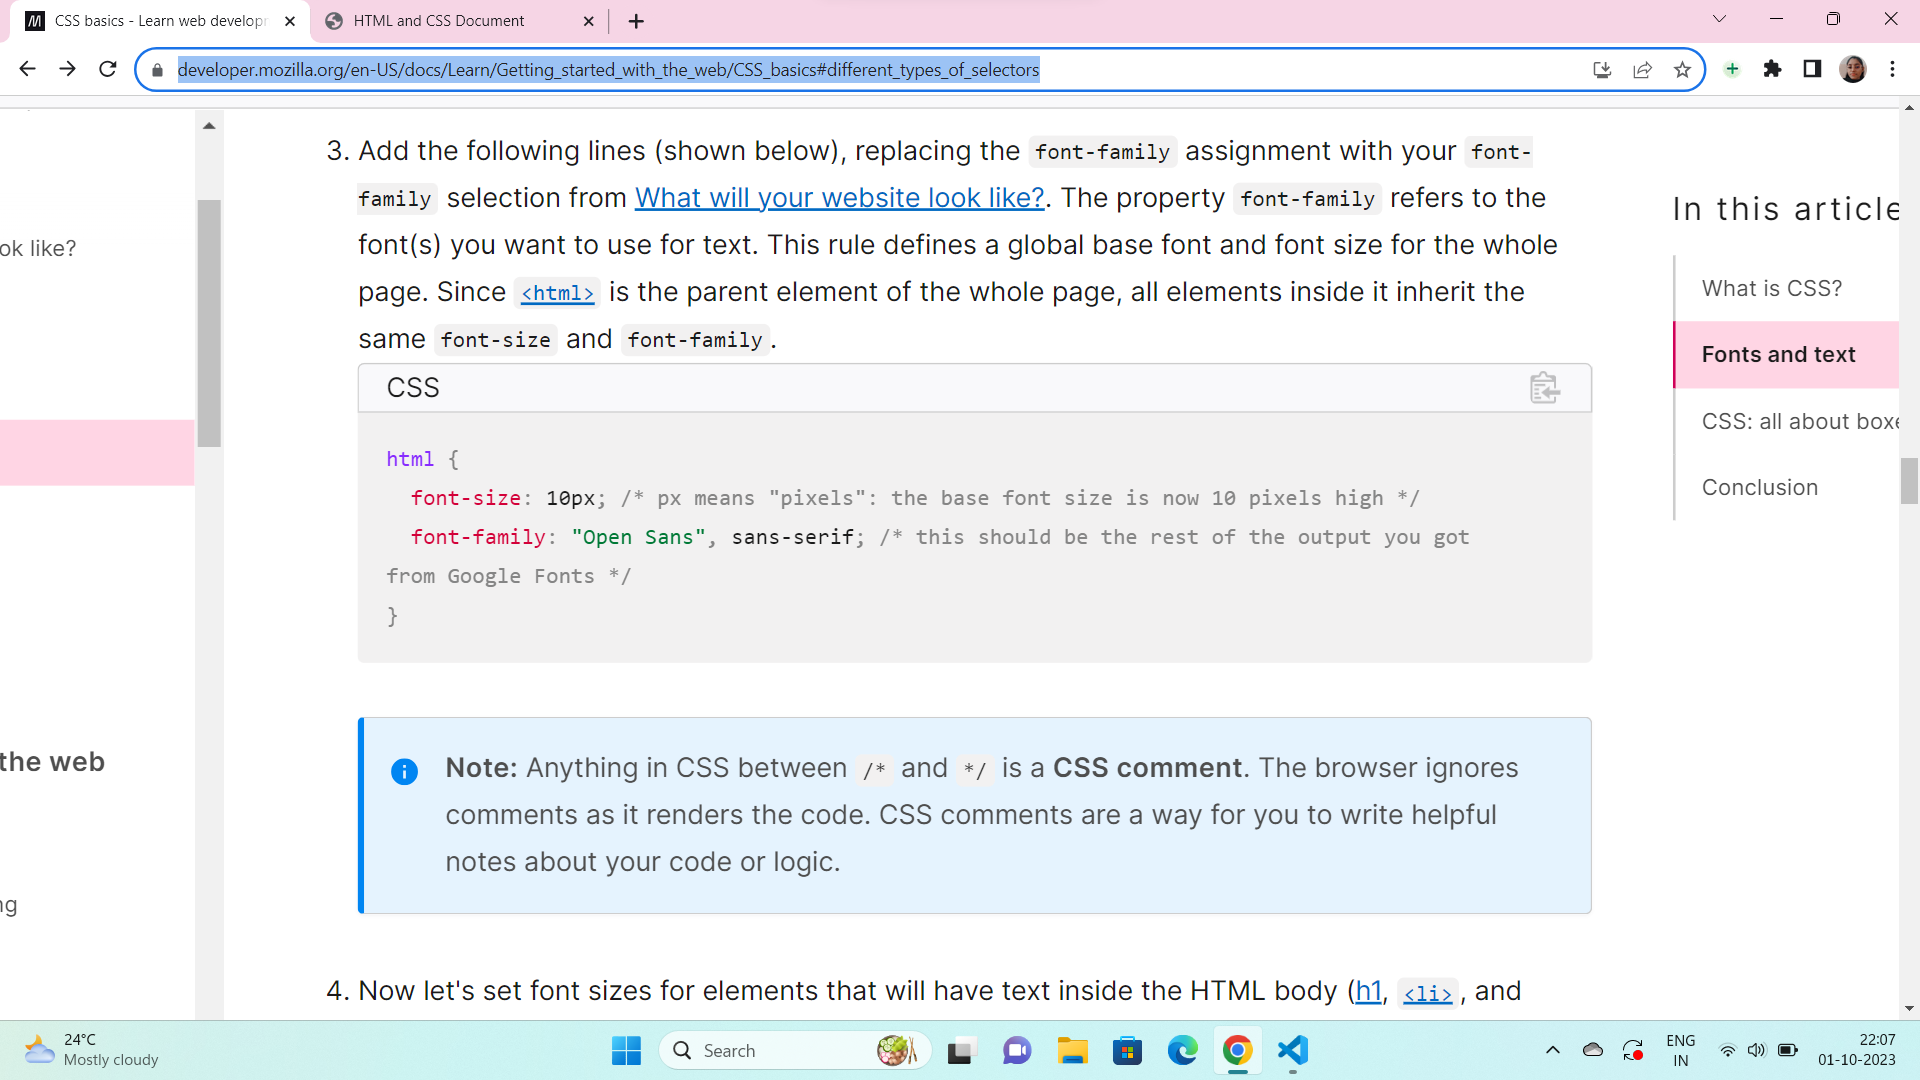 CSS basics - Learn web developm
HTML and CSS Document
developer.mozilla.org/en-US/docs/Learn/Getting_started_with_the_web/CSS_basics#different_types_of_selectors
ok like?
the web
ng
3. Add the following lines (shown below), replacing the font-family assignment with your font-
family selection from What will your website look like?. The property font-family refers to the
font(s) you want to use for text. This rule defines a global base font and font size for the whole
page. Since <html> is the parent element of the whole page, all elements inside it inherit the
same font-size and font-family.
CSS
html {
font-size: 10px; /* px means "pixels": the base font size is now 10 pixels high */
font-family: "Open Sans", sans-serif; /* this should be the rest of the output you got
from Google Fonts */
}
Note: Anything in CSS between /* and */ is a CSS comment. The browser ignores
comments as it renders the code. CSS comments are a way for you to write helpful
notes about your code or logic.
4. Now let's set font sizes for elements that will have text inside the HTML body (h1, <li>, and
In this article
What is CSS?
Fonts and text
CSS: all about boxe
Conclusion
24°C
Mostly cloudy
Search
ENG
IN
22:07
01-10-2023